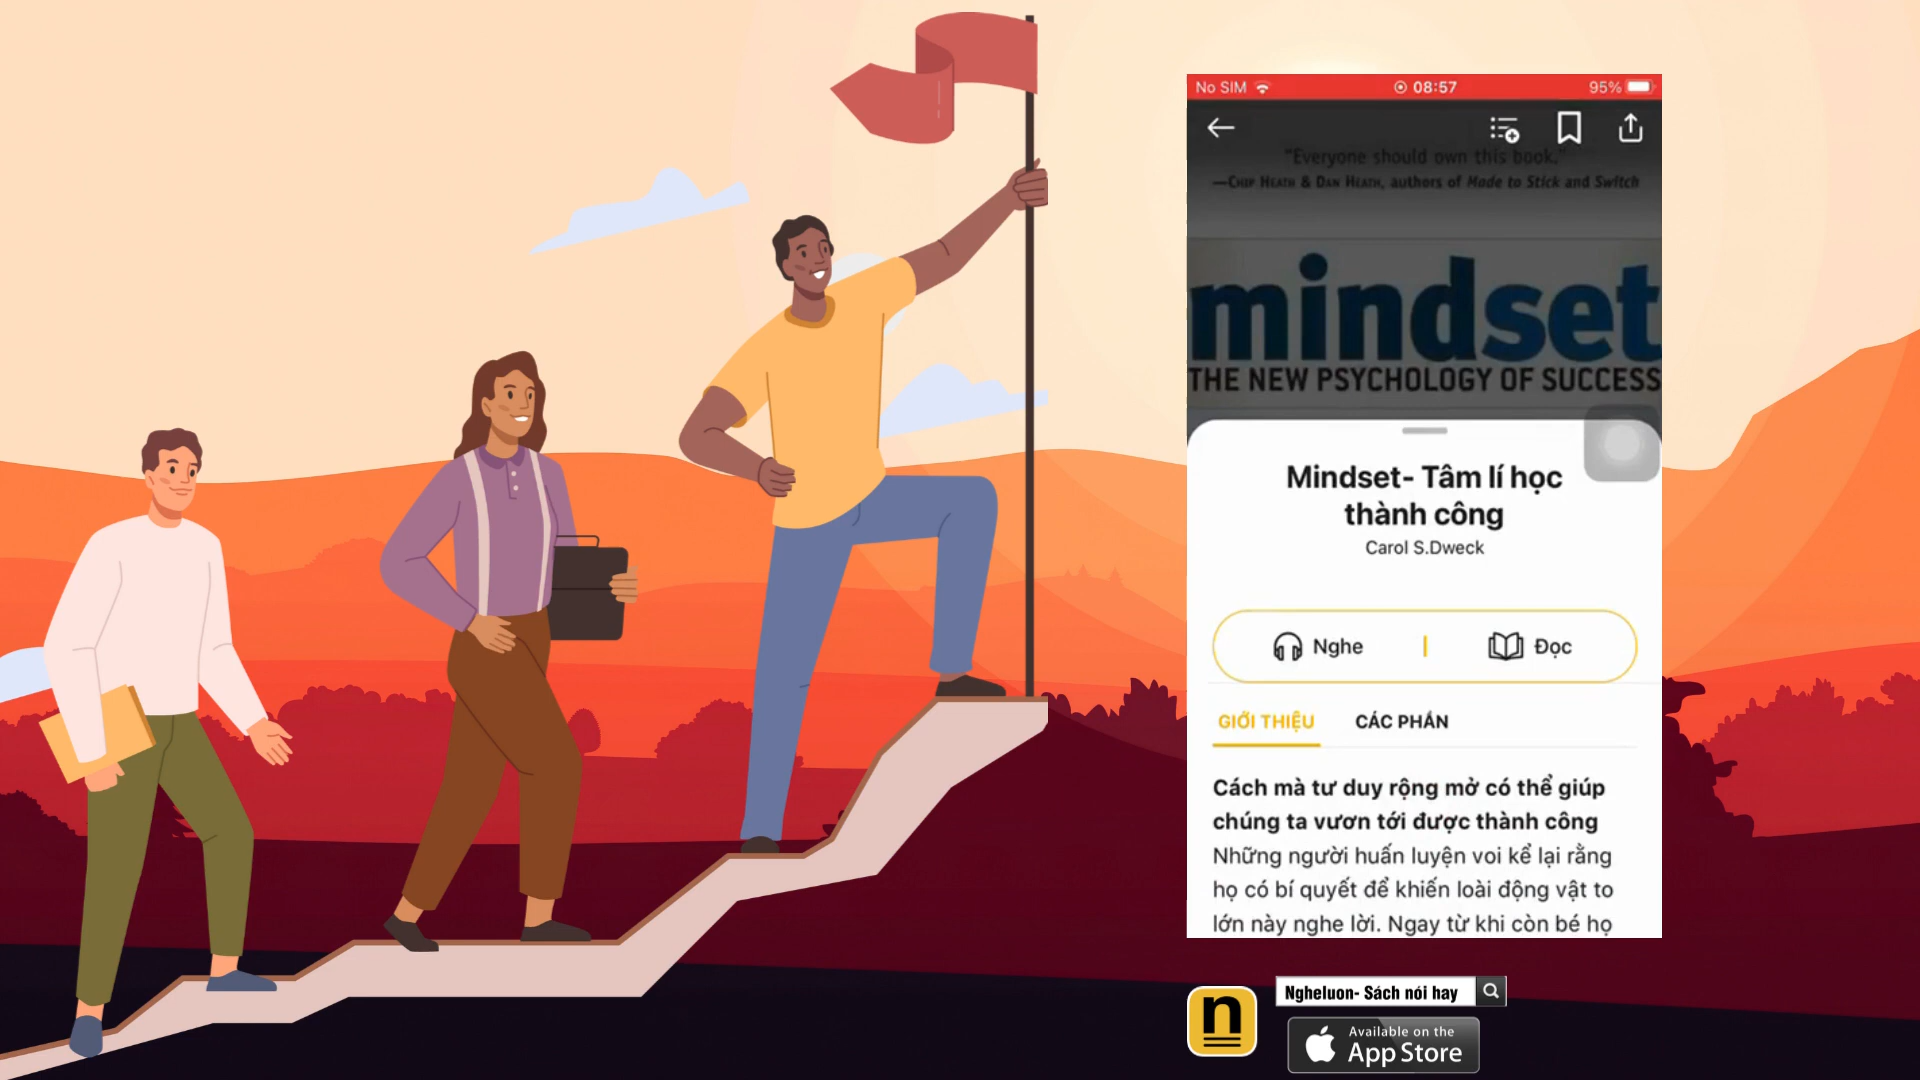 No SIM 08:57 95%
"Everyone should own this book."
—Chip Heath & Dan Heath, authors of Made to Stick and Switch
mindset
THE NEW PSYCHOLOGY OF SUCCESS
Mindset- Tâm lí học
thành công
Carol S.Dweck
Nghe | Đọc
GIỚI THIỆU CÁC PHẦN
Cách mà tư duy rộng mở có thể giúp
chúng ta vươn tới được thành công
Những người huấn luyện voi kể lại rằng
họ có bí quyết để khiến loài động vật to
lớn này nghe lời. Ngay từ khi còn bé họ
n
Ngheluon- Sách nói hay
Available on the
App Store